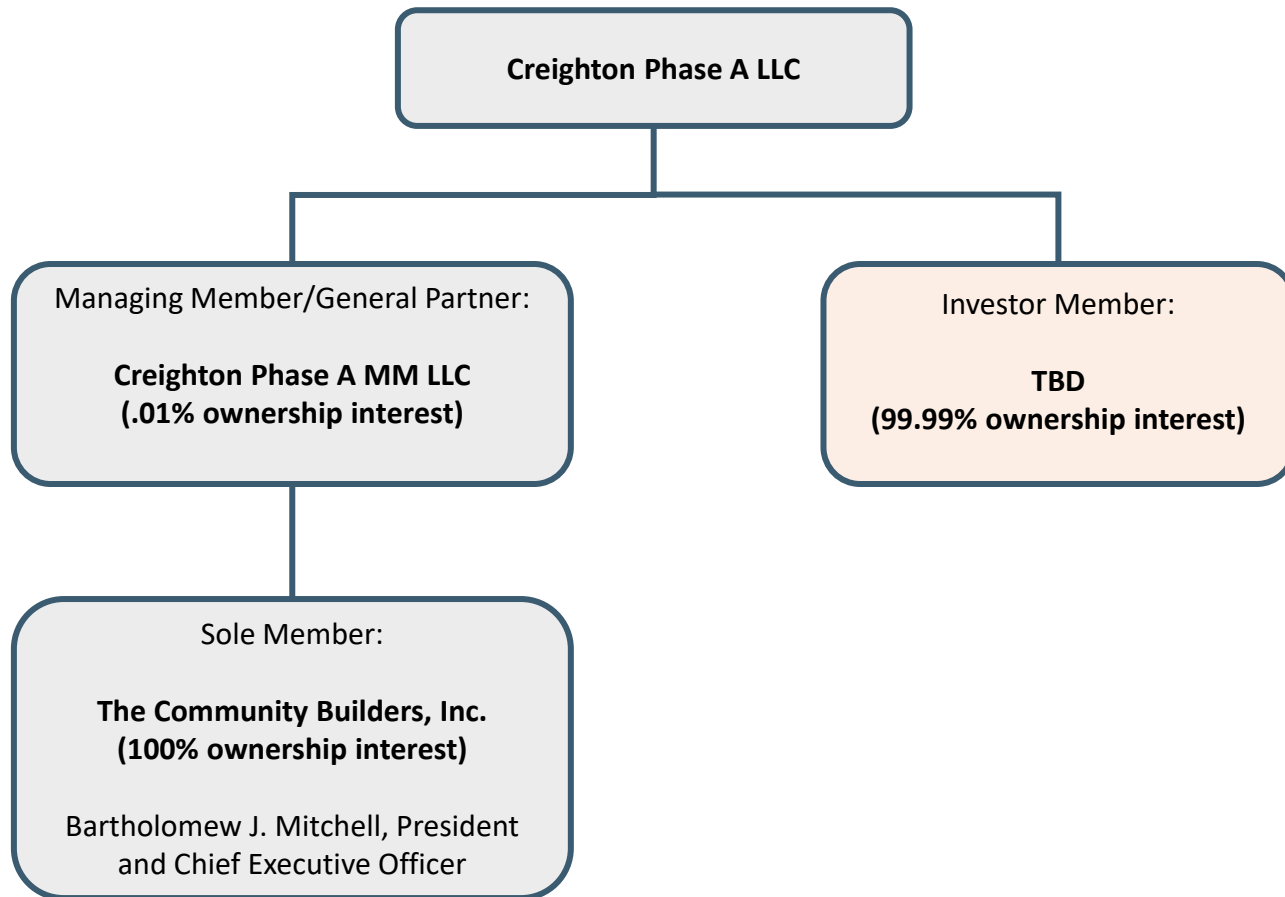 Creighton Phase A LLC
Managing Member/General Partner:
Creighton Phase A MM LLC
(.01% ownership interest)
Investor Member:
TBD
(99.99% ownership interest)
Sole Member:
The Community Builders, Inc.
(100% ownership interest)
Bartholomew J. Mitchell, President
and Chief Executive Officer